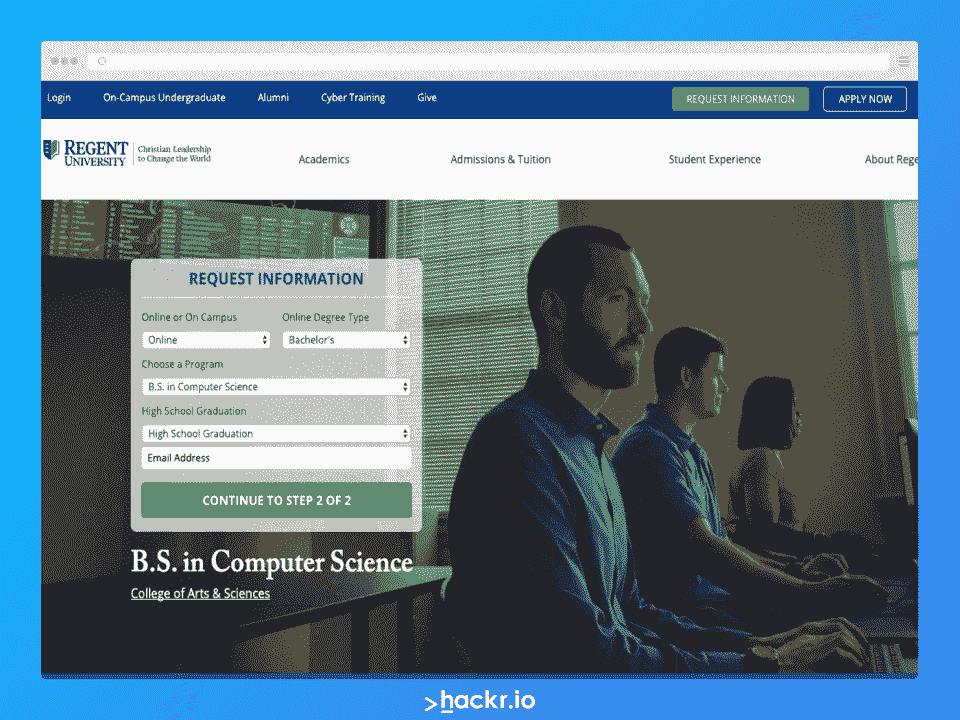 Login On-Campus Undergraduate Alumni Cyber Training Give REQUEST INFORMATION APPLY NOW
REGENT UNIVERSITY
Christian Leadership
to Change the World
Academics Admissions & Tuition Student Experience About Rege
REQUEST INFORMATION
Online or On Campus Online Degree Type
Online Bachelor's
Choose a Program
B.S. in Computer Science
High School Graduation
High School Graduation
Email Address
CONTINUE TO STEP 2 OF 2
B.S. in Computer Science
College of Arts & Sciences
>hackr.io